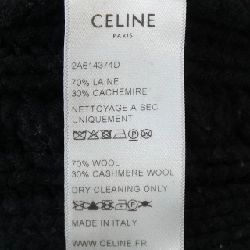 CELINE
PARIS
70% LAINE
30% CACHEMIRE
NETTOYAGE A SEC
UNIQUEMENT
70% WOOL
30% CASHMERE WOOL
DRY CLEANING ONLY
MADE IN ITALY
WWW.CELINE.FR